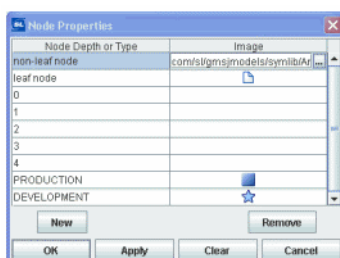 Node Properties
Node Depth or Type Image
non-leaf node com/sl/gmsjmodels/symlib/Ar ...
leaf node
0
1
2
3
4
PRODUCTION
DEVELOPMENT
New Remove
OK Apply Clear Cancel